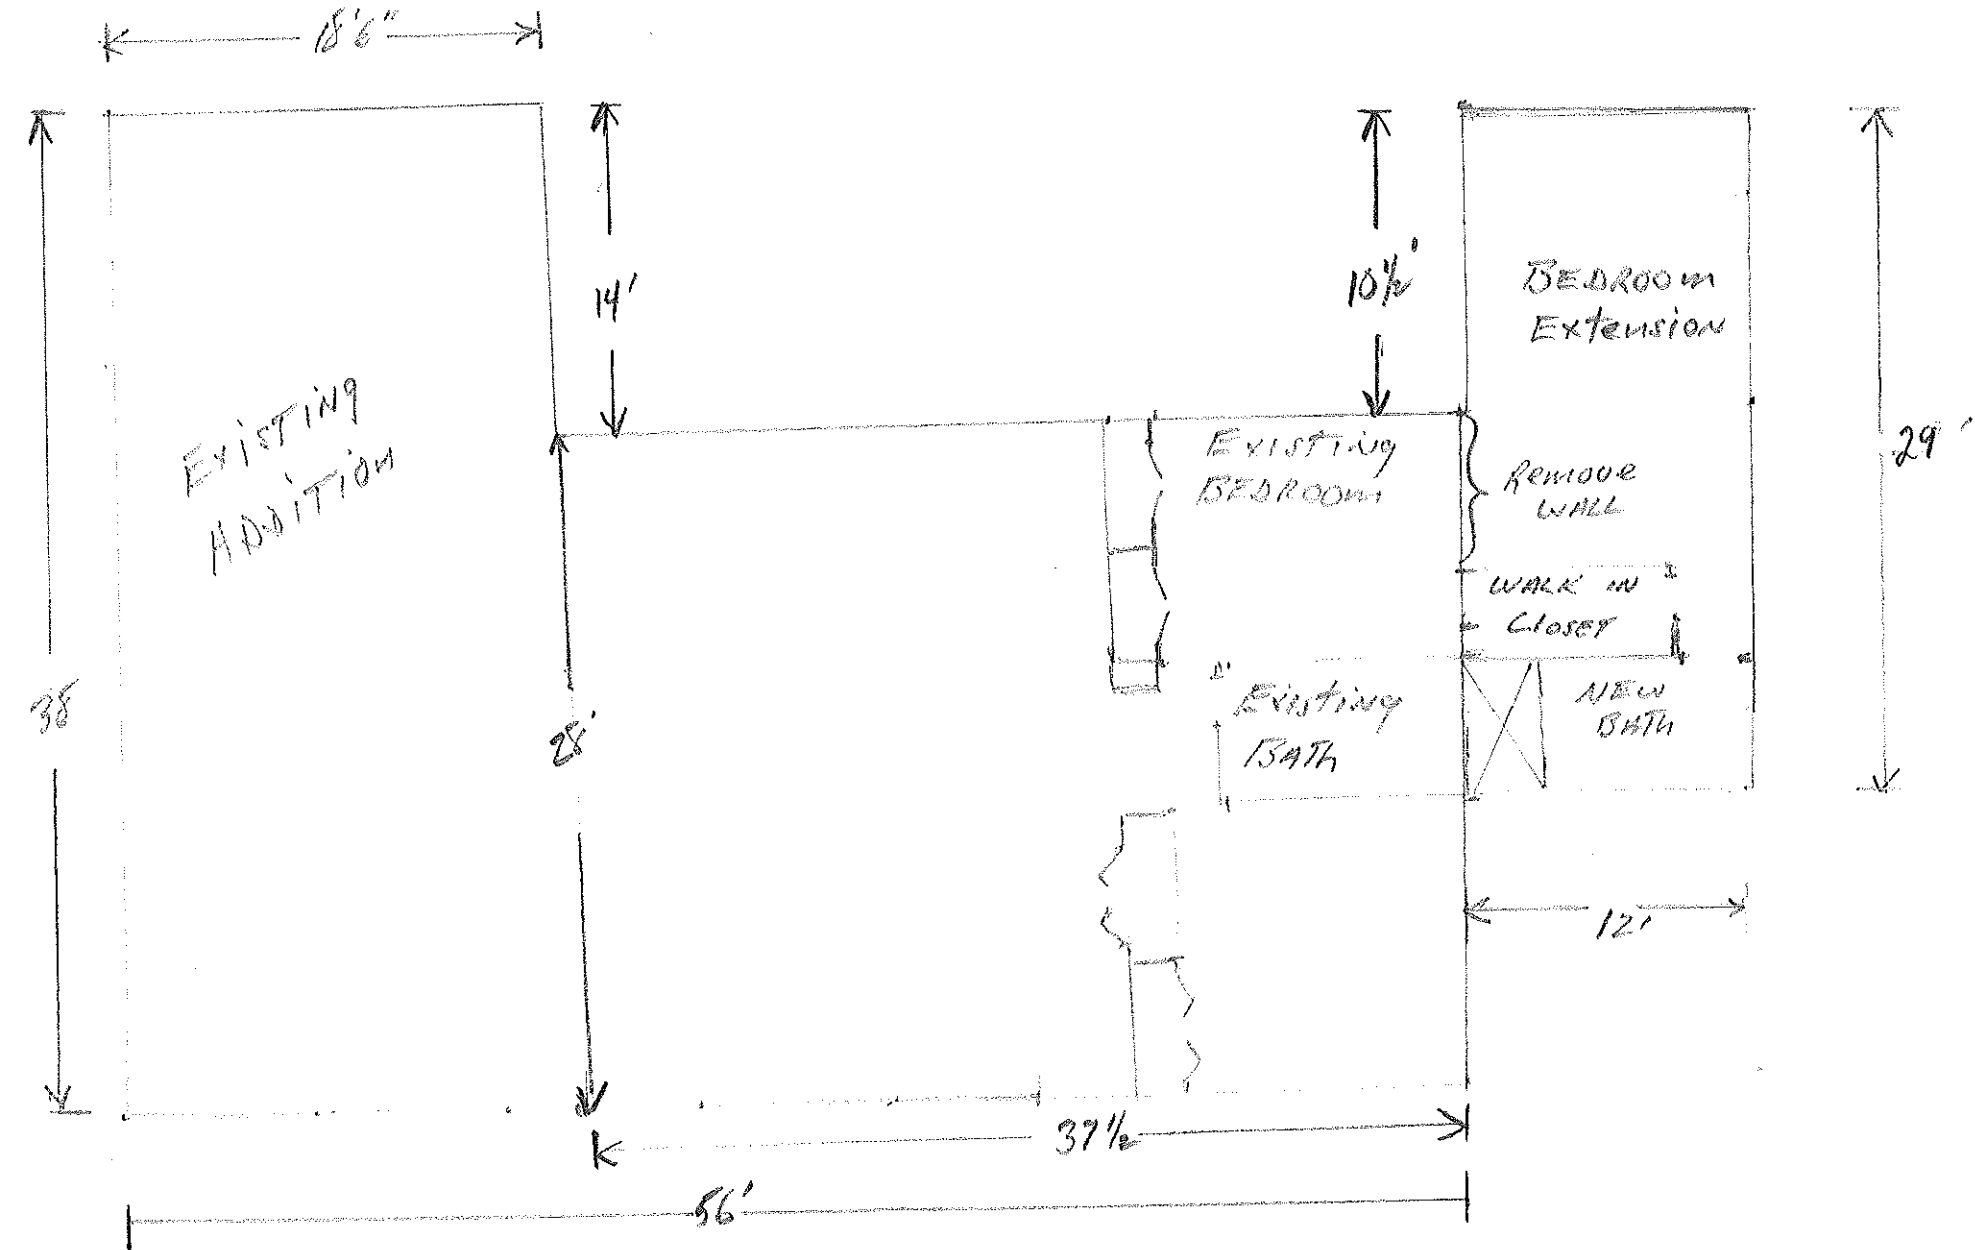 18'6"
14'
10½'
BEDROOM
Extension
Existing
Addition
Existing
BEDROOM
Remove
WALL
29'
WALK IN
Closet
38
28'
Existing
BATh
NEW
BATh
12'
37½
56'